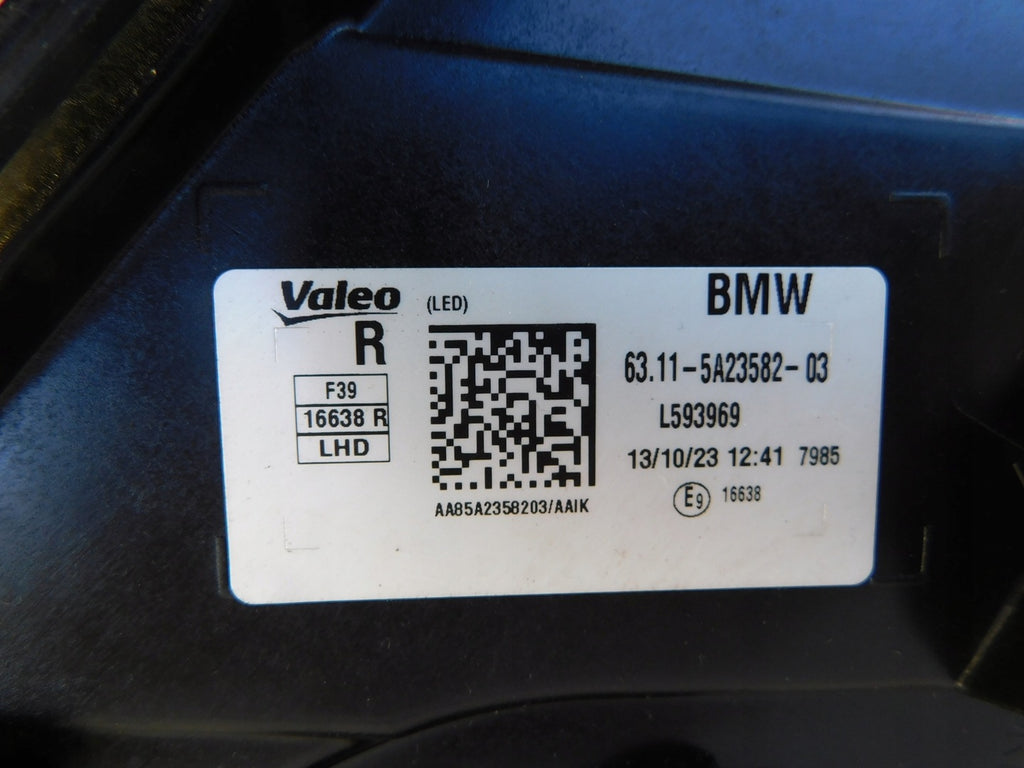 Valeo (LED) BMW
R
F39
16638 R
LHD
AA85A2358203/AAIK
63.11-5A23582-03
L593969
13/10/23 12:41 7985
E9 16638